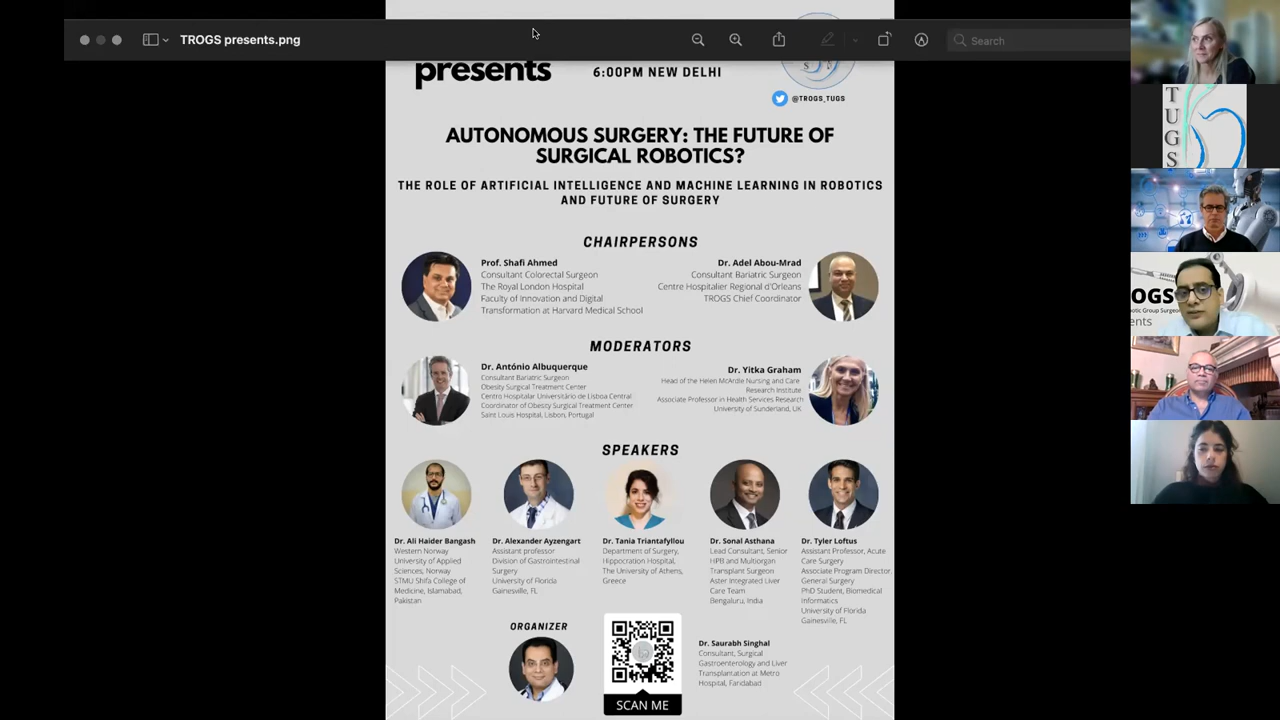 TROGS presents.png
Search
presents
6:00PM NEW DELHI
@TROGS_TUGS
AUTONOMOUS SURGERY: THE FUTURE OF
SURGICAL ROBOTICS?
THE ROLE OF ARTIFICIAL INTELLIGENCE AND MACHINE LEARNING IN ROBOTICS
AND FUTURE OF SURGERY
CHAIRPERSONS
Prof. Shafi Ahmed
Consultant Colorectal Surgeon
The Royal London Hospital
Faculty of Innovation and Digital
Transformation at Harvard Medical School
Dr. Adel Abou-Mrad
Consultant Bariatric Surgeon
Centre Hospitalier Regional d'Orleans
TROGS Chief Coordinator
MODERATORS
Dr. António Albuquerque
Consultant Bariatric Surgeon
Obesity Surgical Treatment Center
Centro Hospitalar Universitário de Lisboa Central
Coordinator of Obesity Surgical Treatment Center
Saint Louis Hospital, Lisbon, Portugal
Dr. Yitka Graham
Head of the Helen McArdle Nursing and Care
Research Institute
Associate Professor in Health Services Research
University of Sunderland, UK
SPEAKERS
Dr. Ali Haider Bangash
Western Norway
University of Applied
Sciences, Norway
STMU Shifa College of
Medicine, Islamabad,
Pakistan
Dr. Alexander Ayzengart
Assistant professor
Division of Gastrointestinal
Surgery
University of Florida
Gainesville, FL
Dr. Tania Triantafyllou
Department of Surgery,
Hippocration Hospital,
The University of Athens,
Greece
Dr. Sonal Asthana
Lead Consultant, Senior
HPB and Multiorgan
Transplant Surgeon
Aster Integrated Liver
Care Team
Bengaluru, India
Dr. Tyler Loftus
Assistant Professor, Acute
Care Surgery
Associate Program Director,
General Surgery
PhD Student, Biomedical
Informatics
University of Florida
Gainesville, FL
ORGANIZER
SCAN ME
Dr. Saurabh Singhal
Consultant, Surgical
Gastroenterology and Liver
Transplantation at Metro
Hospital, Faridabad
TUGS
OGS
otic Group Surgeo
ents